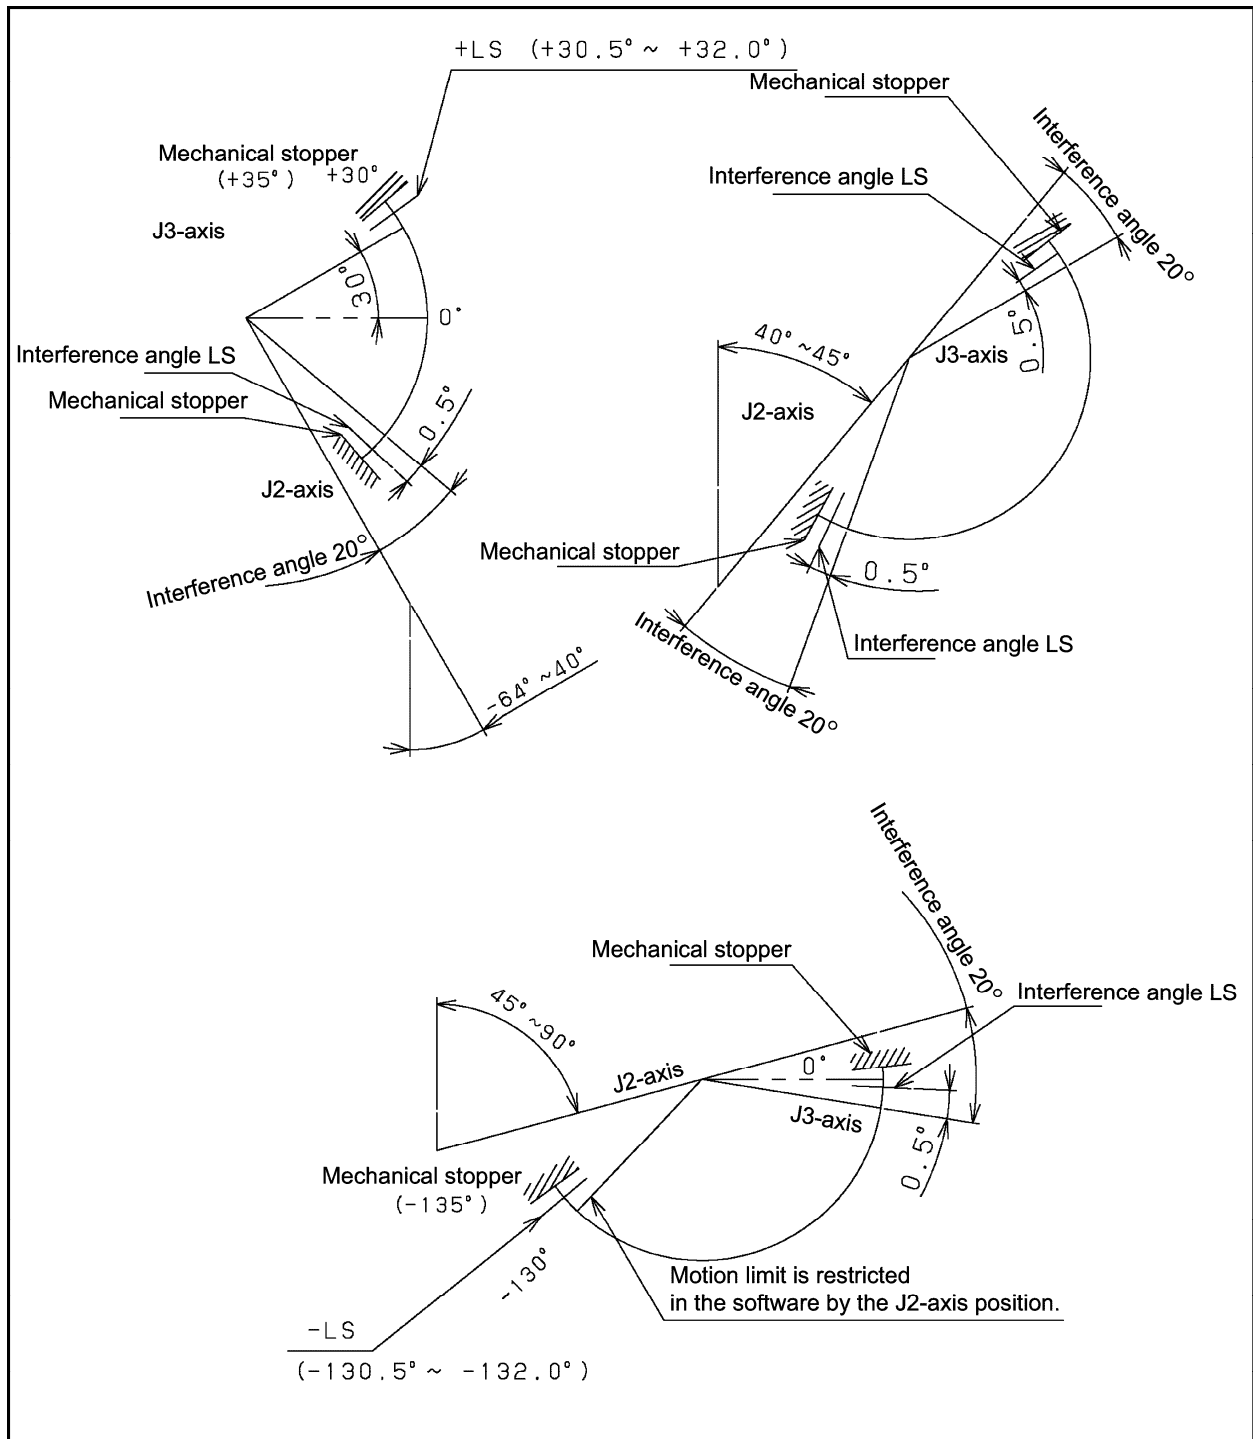 +LS (+30.5°~ +32.0°)
Mechanical stopper
Mechanical stopper
(+35°) +30°
J3-axis
30°
0°
Interference angle LS
Mechanical stopper
0.5°
J2-axis
Interference angle 20°
-64°~40°
Interference angle LS
Interference angle 20°
40°~45°
J3-axis
0.5°
J2-axis
Mechanical stopper
0.5°
Interference angle LS
Interference angle 20°
Interference angle 20°
Mechanical stopper
Interference angle LS
45°~90°
J2-axis
0°
J3-axis
0.5°
Mechanical stopper
(-135°)
-130°
Motion limit is restricted
in the software by the J2-axis position.
-LS
(-130.5°~ -132.0°)